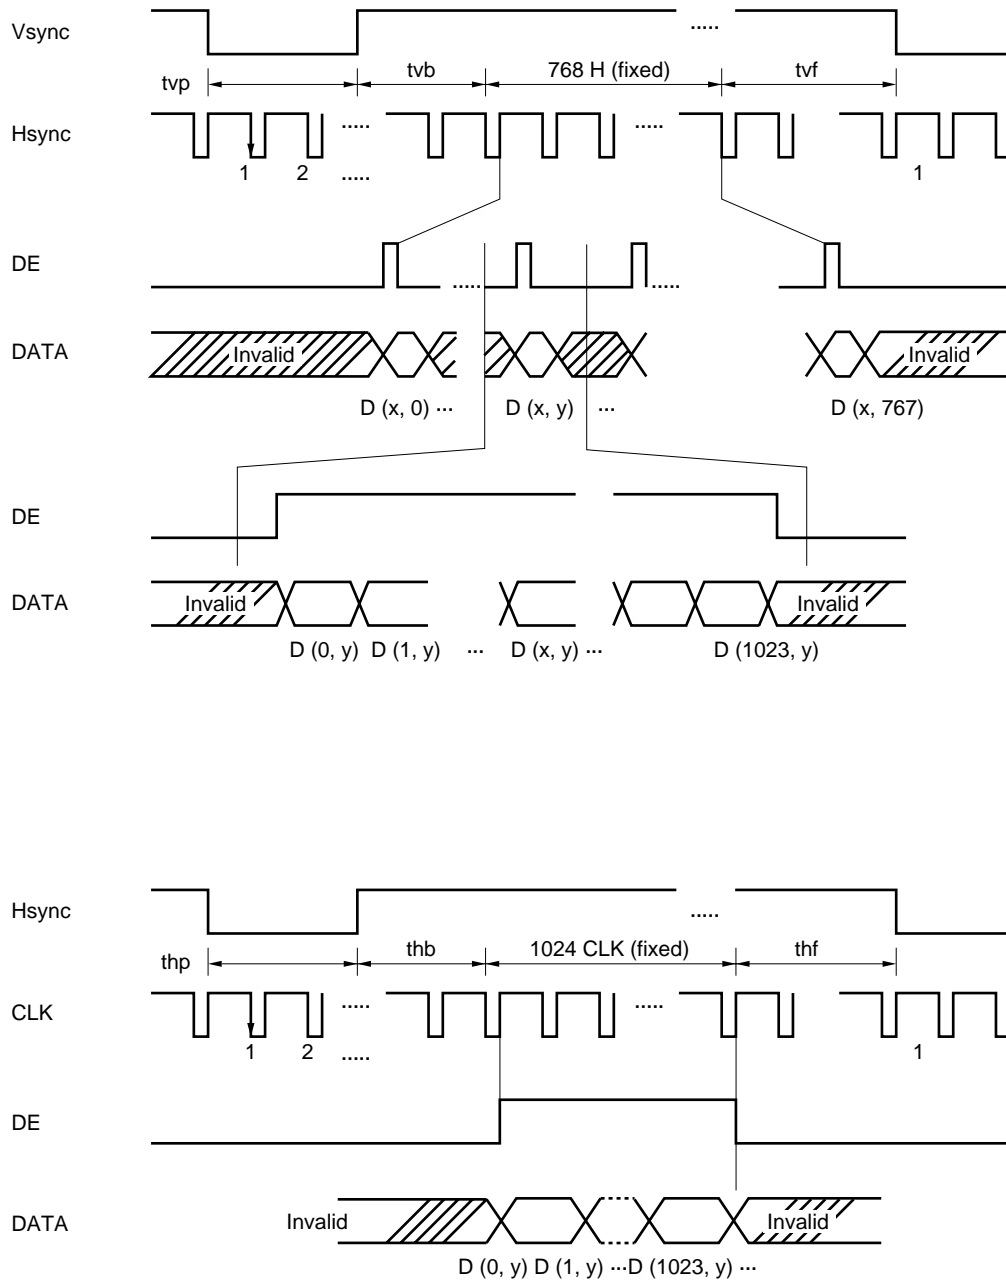 Vsync .....
tvp tvb 768 H (fixed) tvf
Hsync ..... .....
1 2 ..... 1
DE ..... .....
DATA Invalid Invalid
D (x, 0) ... D (x, y) ... D (x, 767)
DE
DATA Invalid Invalid
D (0, y) D (1, y) ... D (x, y) ... D (1023, y)
Hsync .....
thp thb 1024 CLK (fixed) thf
CLK ..... .....
1 2 ..... 1
DE
DATA Invalid Invalid
D (0, y) D (1, y) ...D (1023, y) ...